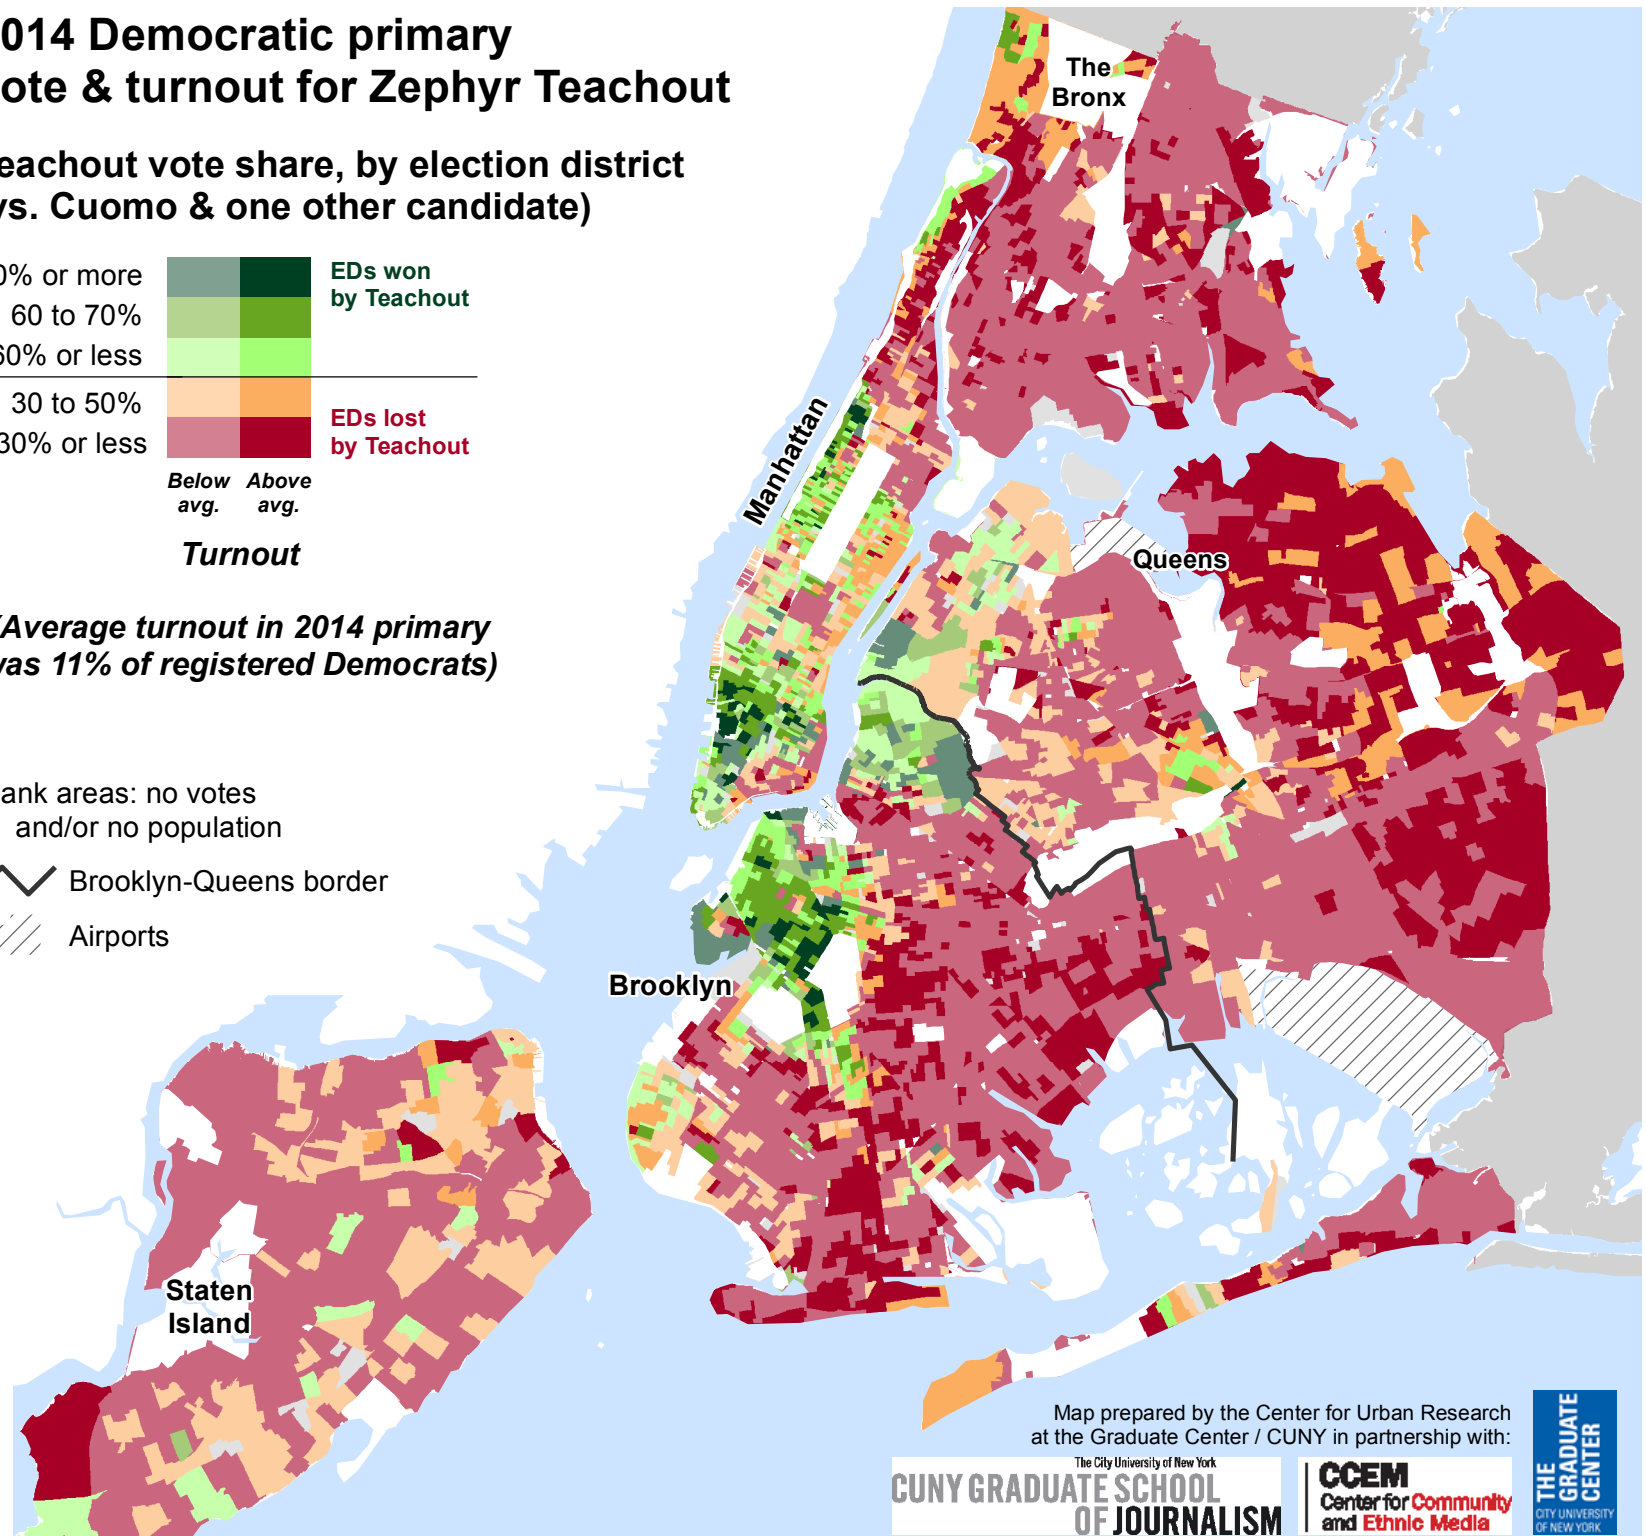 014 Democratic primary
ote & turnout for Zephyr Teachout
eachout vote share, by election district
vs. Cuomo & one other candidate)
0% or more
60 to 70%
60% or less
30 to 50%
30% or less
EDs won
by Teachout
EDs lost
by Teachout
Below Above
avg. avg.
Turnout
(Average turnout in 2014 primary
was 11% of registered Democrats)
ank areas: no votes
and/or no population
Brooklyn-Queens border
Airports
The
Bronx
Manhattan
Queens
Brooklyn
Staten
Island
Map prepared by the Center for Urban Research
at the Graduate Center / CUNY in partnership with:
The City University of New York
CUNY GRADUATE SCHOOL
OF JOURNALISM
CCEM
Center for Community
and Ethnic Media
THE
GRADUATE
CENTER
CITY UNIVERSITY
OF NEW YORK